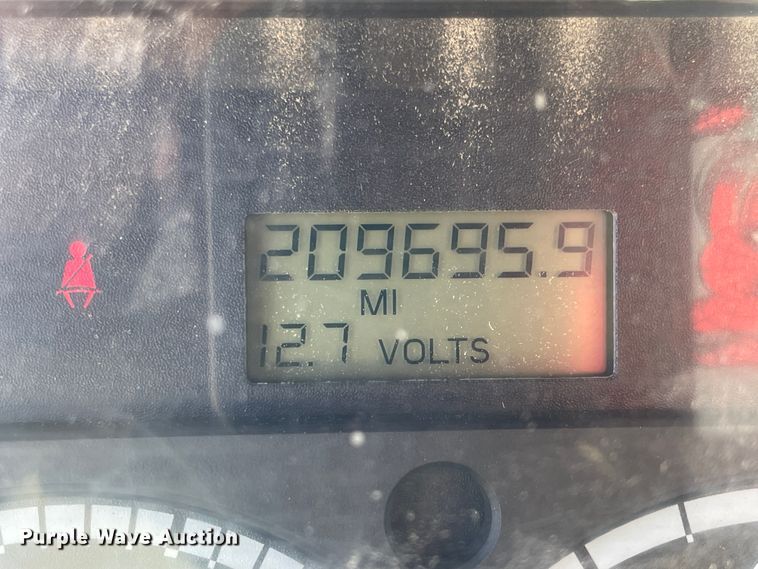 209695.9
MI
12.7 VOLTS
Purple Wave Auction